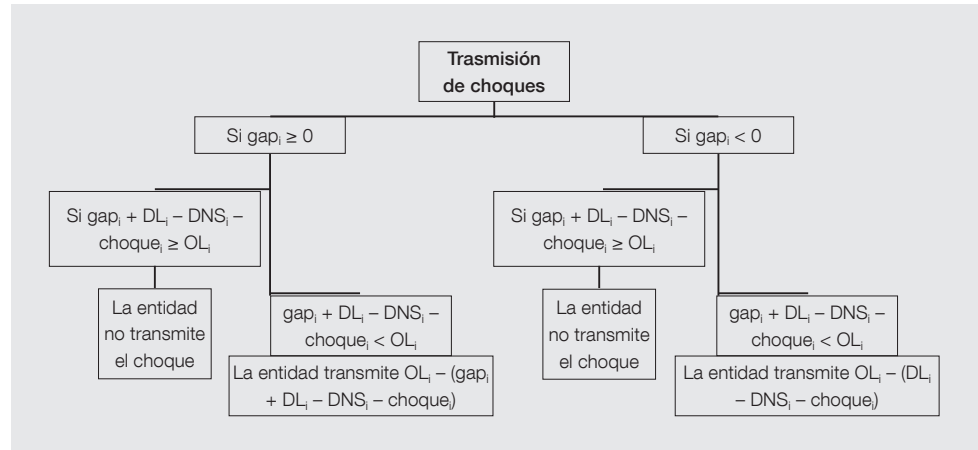 Trasmisión
de choques
Si gapᵢ ≥ 0
Si gapᵢ + DLᵢ – DNSᵢ –
choqueᵢ ≥ OLᵢ
La entidad
no transmite
el choque
gapᵢ + DLᵢ – DNSᵢ –
choqueᵢ < OLᵢ
La entidad transmite OLᵢ – (gapᵢ
+ DLᵢ – DNSᵢ – choqueᵢ)
Si gapᵢ < 0
Si gapᵢ + DLᵢ – DNSᵢ –
choqueᵢ ≥ OLᵢ
La entidad
no transmite
el choque
gapᵢ + DLᵢ – DNSᵢ –
choqueᵢ < OLᵢ
La entidad transmite OLᵢ – (DLᵢ
– DNSᵢ – choqueᵢ)